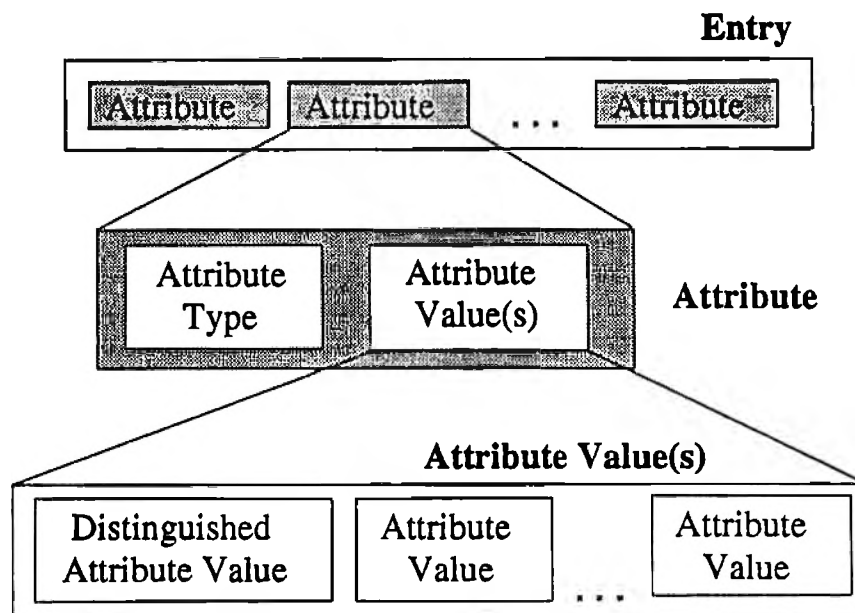 Entry
Attribute Attribute ... Attribute
Attribute
Type
Attribute
Value(s)
Attribute
Attribute Value(s)
Distinguished
Attribute Value
Attribute
Value
...
Attribute
Value